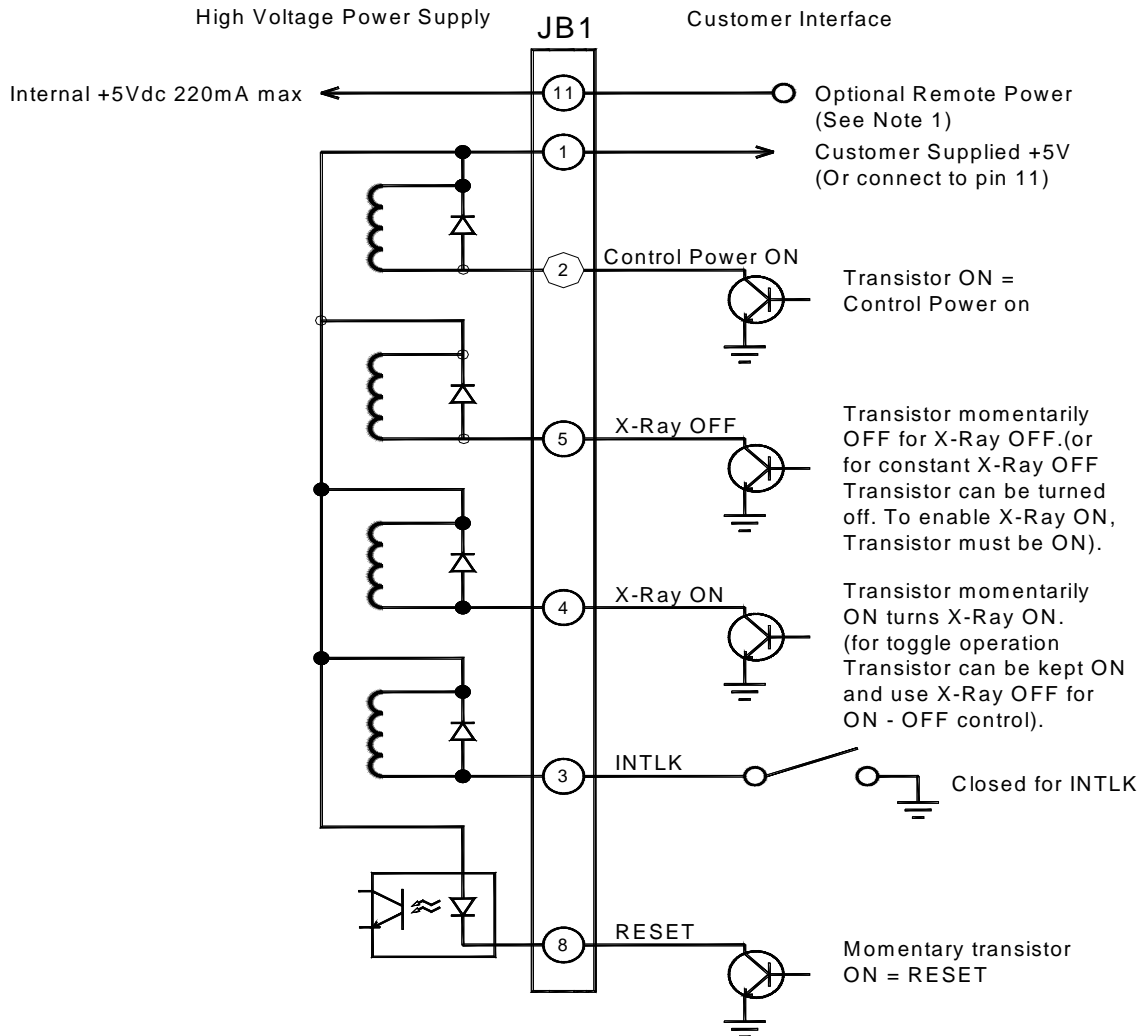 High Voltage Power Supply
JB1
Customer Interface
Internal +5Vdc 220mA max
11
Optional Remote Power
(See Note 1)
1
Customer Supplied +5V
(Or connect to pin 11)
2
Control Power ON
Transistor ON =
Control Power on
5
X-Ray OFF
Transistor momentarily
OFF for X-Ray OFF.(or
for constant X-Ray OFF
Transistor can be turned
off. To enable X-Ray ON,
Transistor must be ON).
4
X-Ray ON
Transistor momentarily
ON turns X-Ray ON.
(for toggle operation
Transistor can be kept ON
and use X-Ray OFF for
ON - OFF control).
3
INTLK
Closed for INTLK
8
RESET
Momentary transistor
ON = RESET